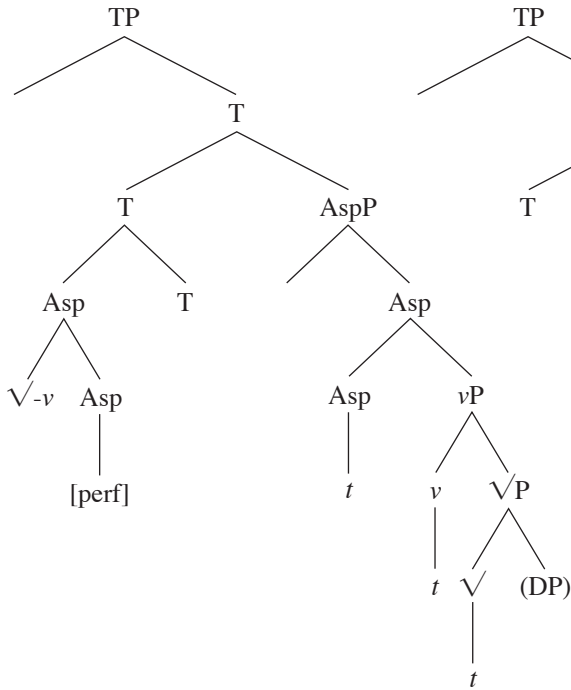 TP TP
T
T AspP T
Asp T Asp
√-v Asp Asp vP
[perf] t v √P
t √ (DP)
t